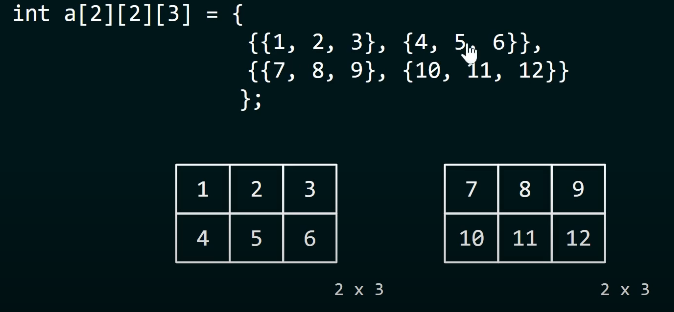 int a[2][2][3] = {
{{1, 2, 3}, {4, 5, 6}},
{{7, 8, 9}, {10, 11, 12}}
};
1 2 3 7 8 9
4 5 6 10 11 12
2 x 3 2 x 3